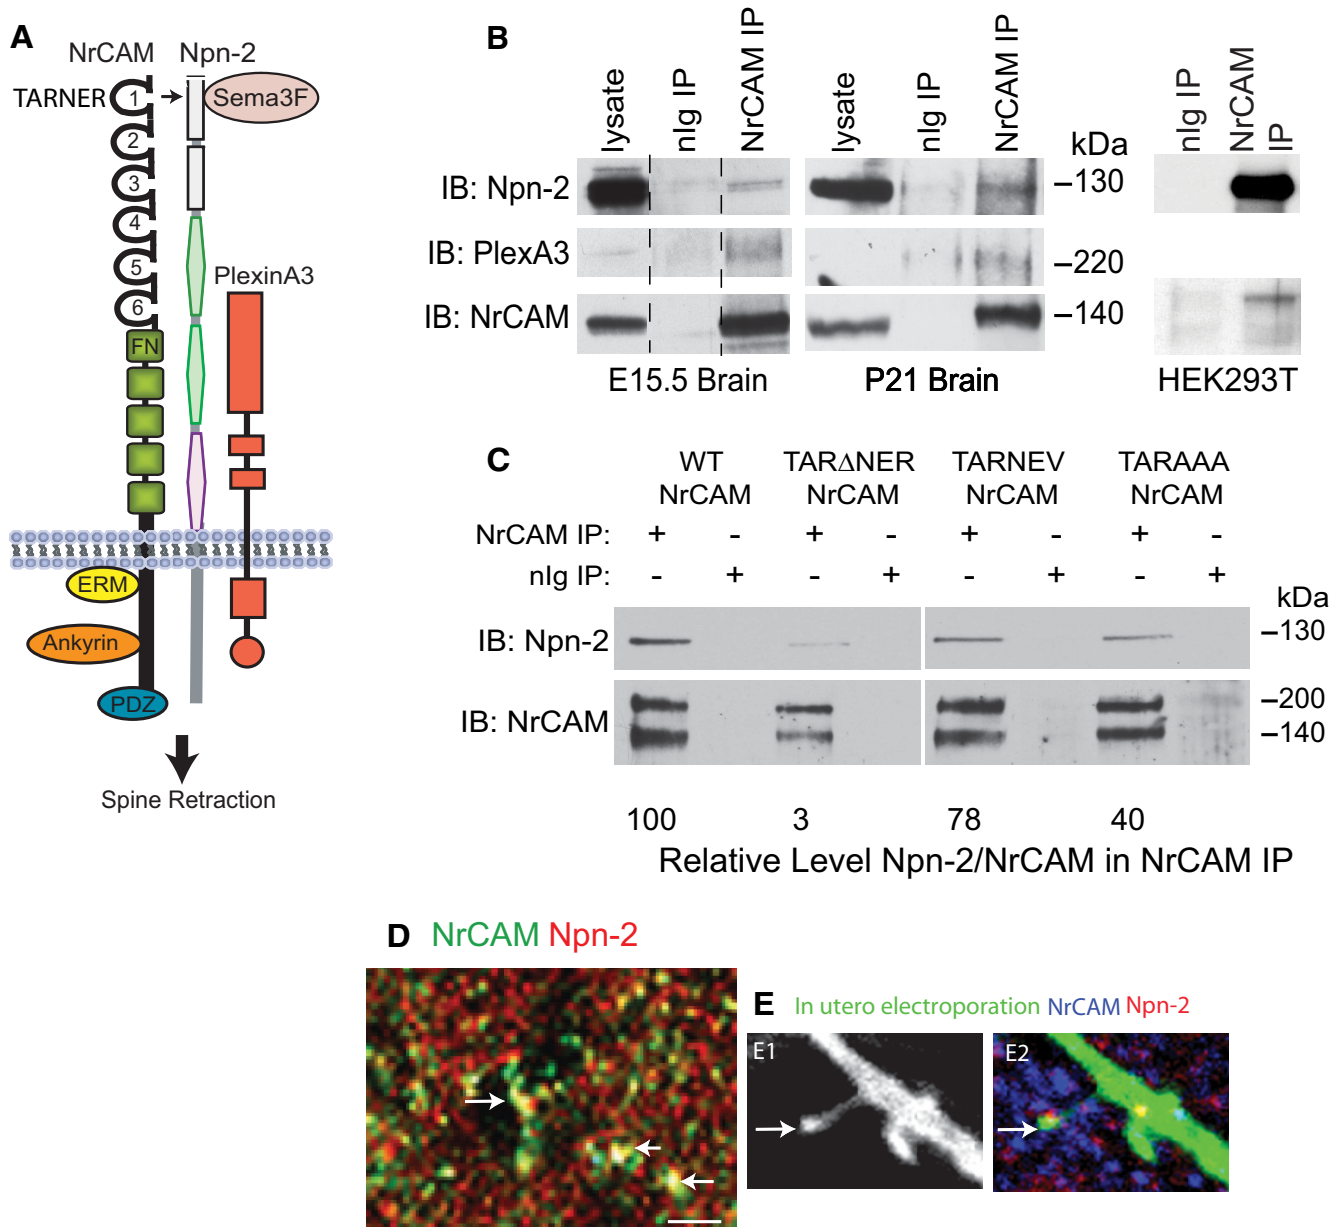 A
NrCAM Npn-2
TARNER 1 Sema3F
2
3
4
5
6
PlexinA3
FN
ERM
Ankyrin
PDZ
Spine Retraction
B
lysate nIg IP NrCAM IP lysate nIg IP NrCAM IP kDa nIg IP NrCAM IP
IB: Npn-2 –130
IB: PlexA3 –220
IB: NrCAM –140
E15.5 Brain P21 Brain HEK293T
C
WT NrCAM TARΔNER NrCAM TARNEV NrCAM TARAAA NrCAM
NrCAM IP: + - + - + - + -
nIg IP: - + - + - + - +
kDa
IB: Npn-2 –130
–200
IB: NrCAM –140
100 3 78 40
Relative Level Npn-2/NrCAM in NrCAM IP
D NrCAM Npn-2
E In utero electroporation NrCAM Npn-2
E1 E2